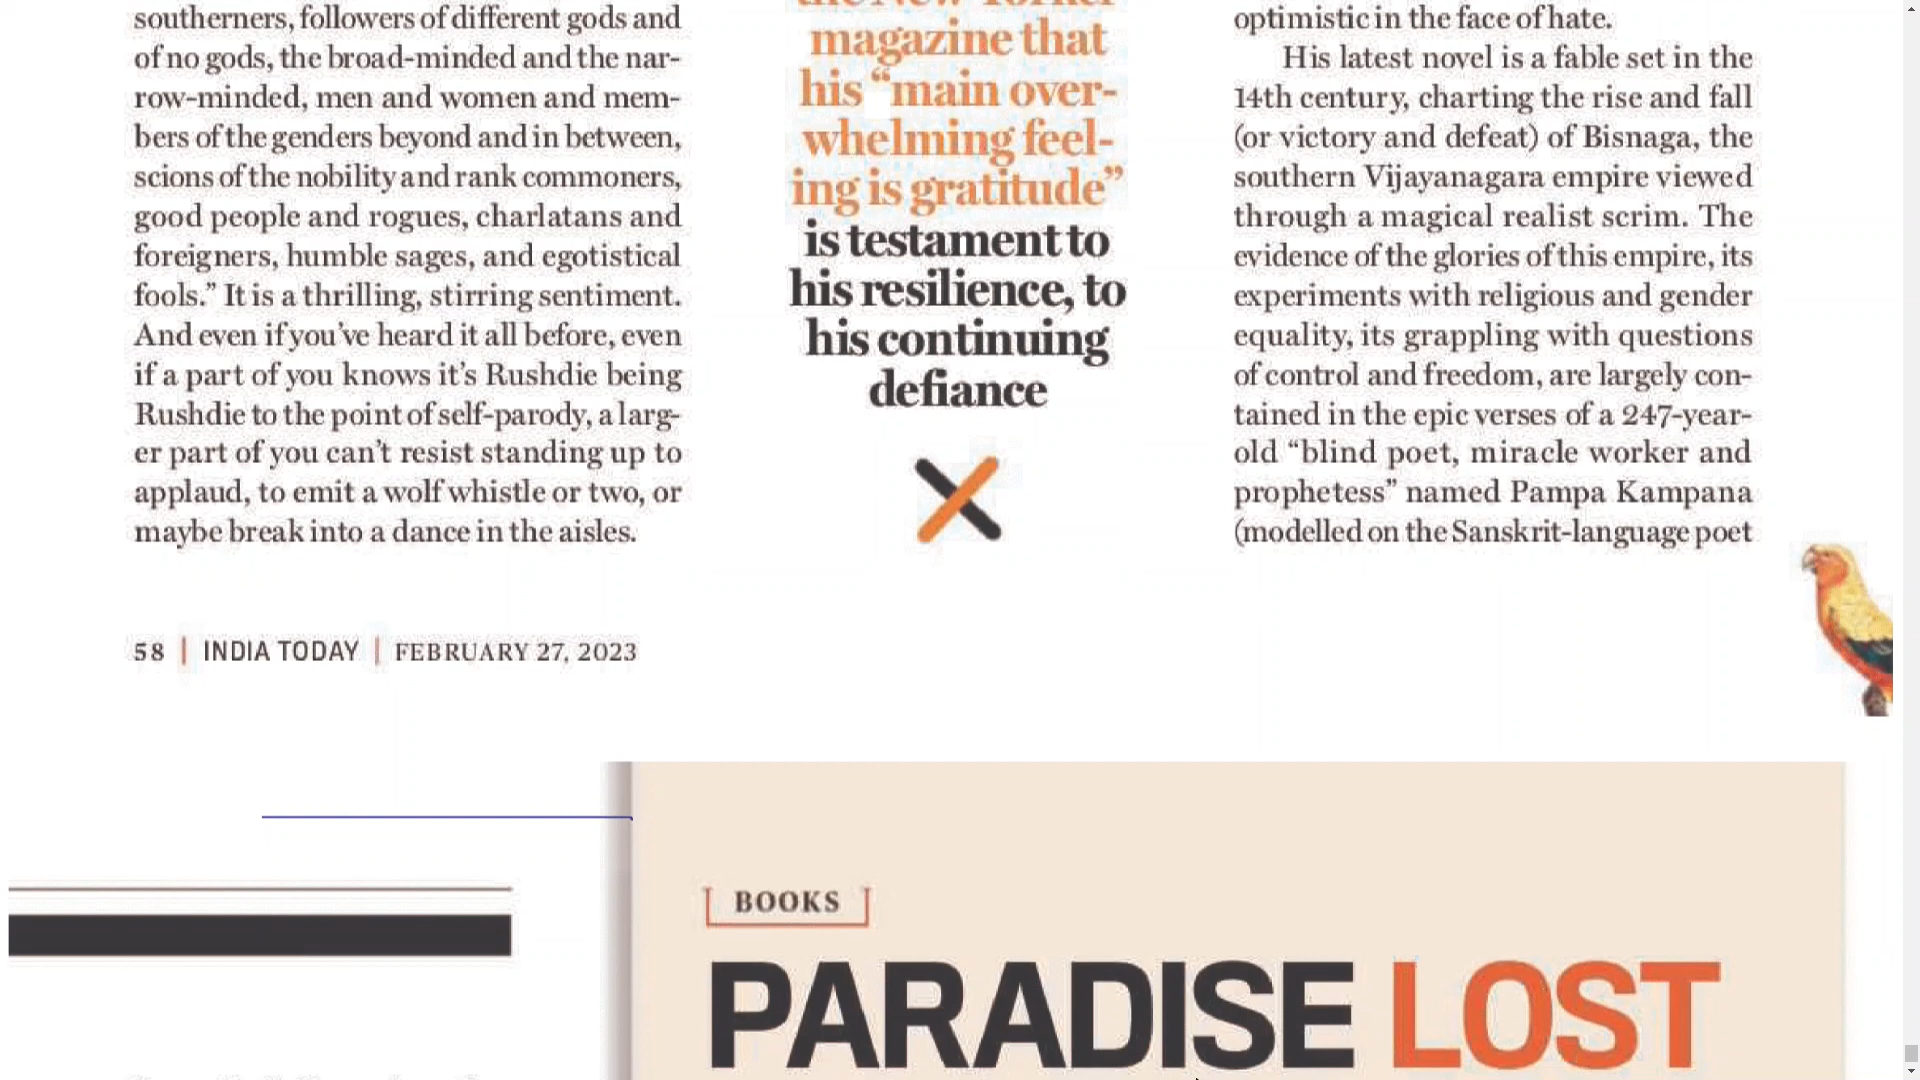 southerners, followers of different gods and
of no gods, the broad-minded and the nar-
row-minded, men and women and mem-
bers of the genders beyond and in between,
scions of the nobility and rank commoners,
good people and rogues, charlatans and
foreigners, humble sages, and egotistical
fools.” It is a thrilling, stirring sentiment.
And even if you’ve heard it all before, even
if a part of you knows it’s Rushdie being
Rushdie to the point of self-parody, a larg-
er part of you can’t resist standing up to
applaud, to emit a wolf whistle or two, or
maybe break into a dance in the aisles.
the New Yorker
magazine that
his “main over-
whelming feel-
ing is gratitude”
is testament to
his resilience, to
his continuing
defiance
optimistic in the face of hate.
His latest novel is a fable set in the
14th century, charting the rise and fall
(or victory and defeat) of Bisnaga, the
southern Vijayanagara empire viewed
through a magical realist scrim. The
evidence of the glories of this empire, its
experiments with religious and gender
equality, its grappling with questions
of control and freedom, are largely con-
tained in the epic verses of a 247-year-
old “blind poet, miracle worker and
prophetess” named Pampa Kampana
(modelled on the Sanskrit-language poet
58 | INDIA TODAY | FEBRUARY 27, 2023
BOOKS
PARADISE LOST